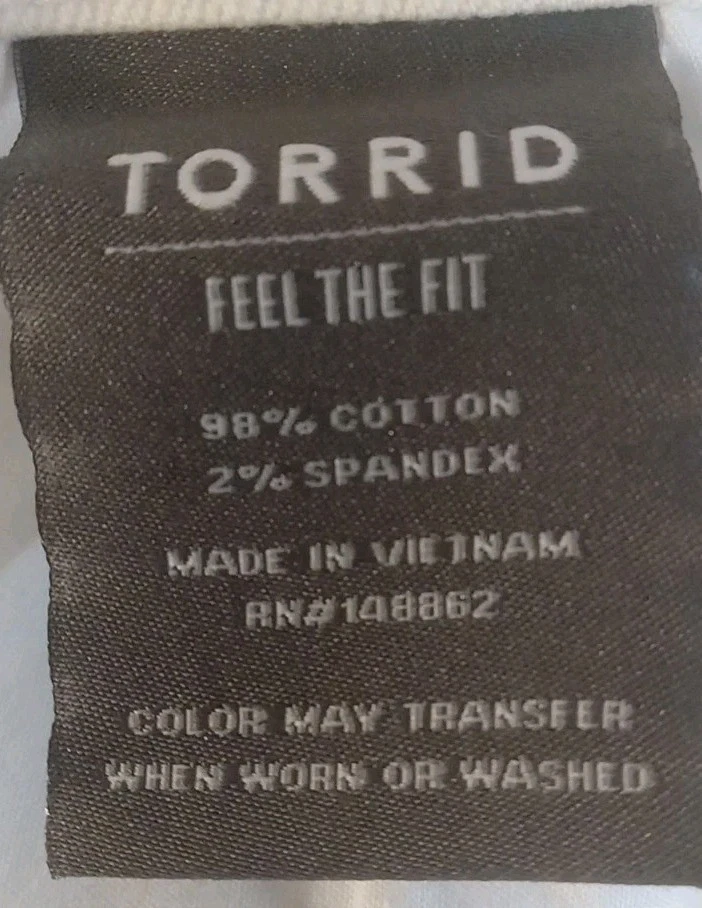 TORRID
FEEL THE FIT
98% COTTON
2% SPANDEX
MADE IN VIETNAM
RN#148862
COLOR MAY TRANSFER
WHEN WORN OR WASHED